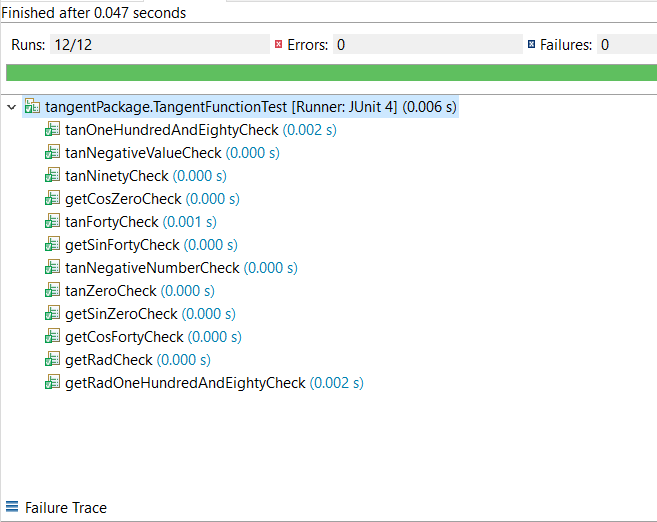 Finished after 0.047 seconds
Runs: 12/12 Errors: 0 Failures: 0
tangentPackage.TangentFunctionTest [Runner: JUnit 4] (0.006 s)
tanOneHundredAndEightyCheck (0.002 s)
tanNegativeValueCheck (0.000 s)
tanNinetyCheck (0.000 s)
getCosZeroCheck (0.000 s)
tanFortyCheck (0.001 s)
getSinFortyCheck (0.000 s)
tanNegativeNumberCheck (0.000 s)
tanZeroCheck (0.000 s)
getSinZeroCheck (0.000 s)
getCosFortyCheck (0.000 s)
getRadCheck (0.000 s)
getRadOneHundredAndEightyCheck (0.002 s)
Failure Trace